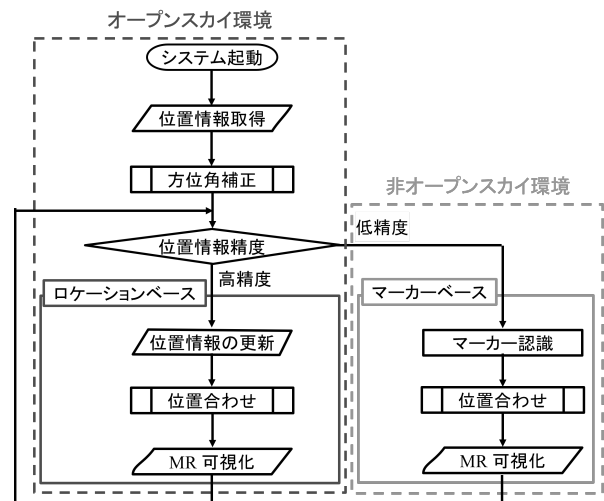 オープンスカイ環境
システム起動
位置情報取得
方位角補正
非オープンスカイ環境
位置情報精度
低精度
高精度
ロケーションベース
位置情報の更新
位置合わせ
MR 可視化
マーカーベース
マーカー認識
位置合わせ
MR 可視化